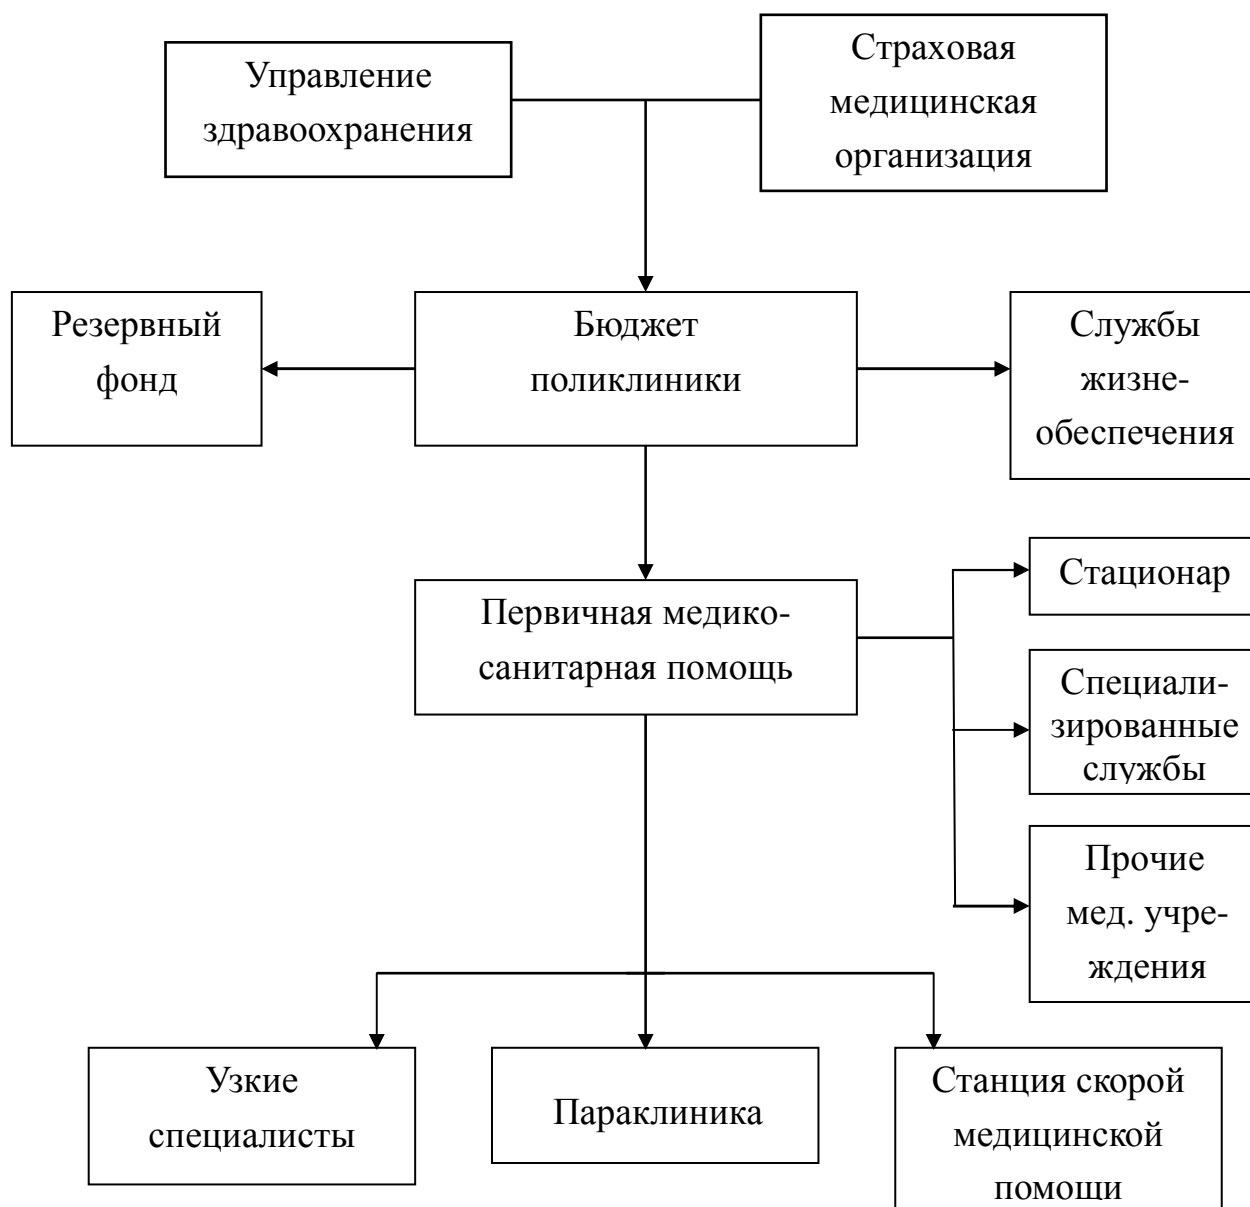 Управление
здравоохранения
Страховая
медицинская
организация
Резервный
фонд
Бюджет
поликлиники
Службы
жизне-
обеспечения
Первичная медико-
санитарная помощь
Стационар
Специали-
зированные
службы
Прочие
мед. учре-
ждения
Узкие
специалисты
Параклиника
Станция скорой
медицинской
помощи